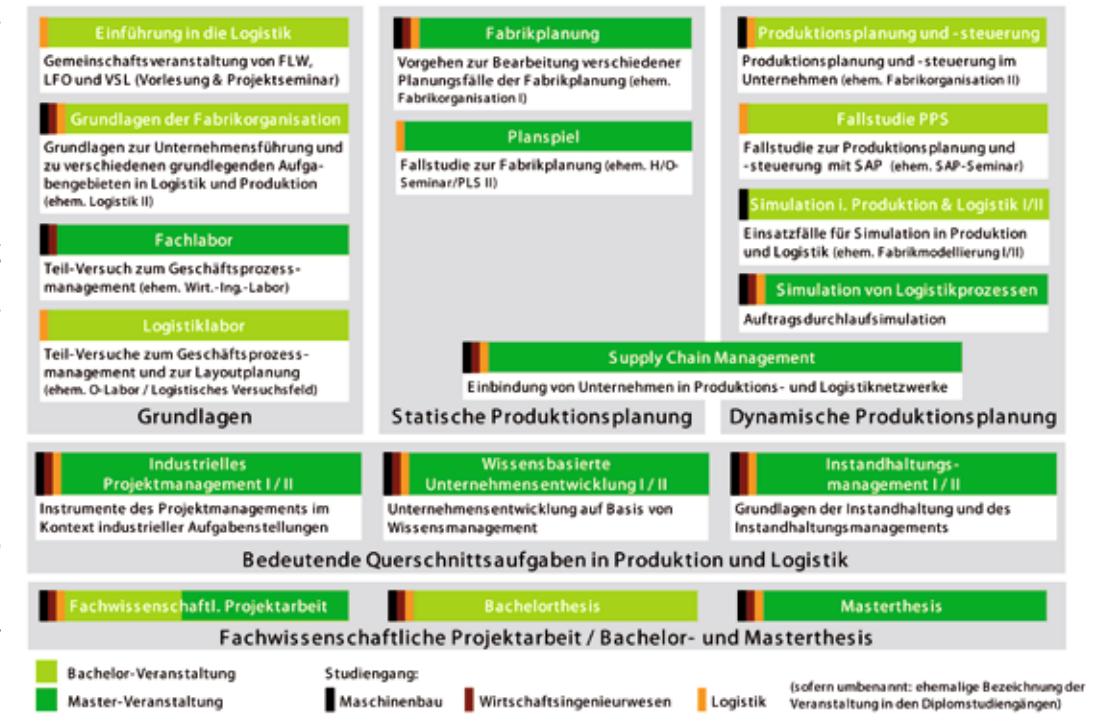 Einführung in die Logistik
Gemeinschaftsveranstaltung von FLW,
LFO und VSL (Vorlesung & Projektseminar)
Grundlagen der Fabrikorganisation
Grundlagen zur Unternehmensführung und
zu verschiedenen grundlegenden Aufga-
bengebieten in Logistik und Produktion
(ehem. Logistik II)
Fachlabor
Teil-Versuch zum Geschäftsprozess-
management (ehem. Wirt.-Ing.-Labor)
Logistiklabor
Teil-Versuche zum Geschäftsprozess-
management und zur Layoutplanung
(ehem. O-Labor / Logistisches Versuchsfeld)
Grundlagen
Fabrikplanung
Vorgehen zur Bearbeitung verschiedener
Planungsfälle der Fabrikplanung (ehem.
Fabrikorganisation I)
Planspiel
Fallstudie zur Fabrikplanung (ehem. H/O-
Seminar/PLS II)
Statische Produktionsplanung
Produktionsplanung und -steuerung
Produktionsplanung und -steuerung im
Unternehmen (ehem. Fabrikorganisation II)
Fallstudie PPS
Fallstudie zur Produktionsplanung und
-steuerung mit SAP (ehem. SAP-Seminar)
Simulation i. Produktion & Logistik I/II
Einsatzfälle für Simulation in Produktion
und Logistik (ehem. Fabrikmodellierung I/II)
Simulation von Logistikprozessen
Auftragsdurchlaufsimulation
Supply Chain Management
Einbindung von Unternehmen in Produktions- und Logistiknetzwerke
Dynamische Produktionsplanung
Industrielles
Projektmanagement I / II
Instrumente des Projektmanagements im
Kontext industrieller Aufgabenstellungen
Wissensbasierte
Unternehmensentwicklung I / II
Unternehmensentwicklung auf Basis von
Wissensmanagement
Instandhaltungs-
management I / II
Grundlagen der Instandhaltung und des
Instandhaltungsmanagements
Bedeutende Querschnittsaufgaben in Produktion und Logistik
Fachwissenschaftl. Projektarbeit
Bachelorthesis
Masterthesis
Fachwissenschaftliche Projektarbeit / Bachelor- und Masterthesis
Bachelor-Veranstaltung
Master-Veranstaltung
Studiengang:
Maschinenbau
Wirtschaftsingenieurwesen
Logistik
(sofern umbenannt: ehemalige Bezeichnung der
Veranstaltung in den Diplomstudiengängen)